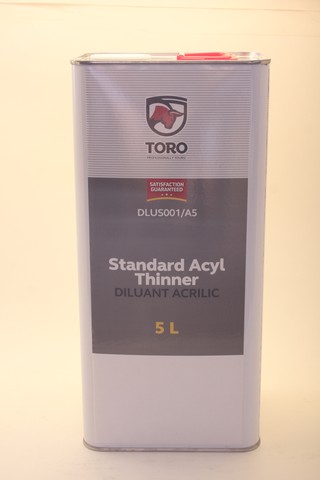 TORO
SATISFACTION
GUARANTEED
DLUS001/A5
Standard Acyl
Thinner
DILUANT ACRILIC
5 L